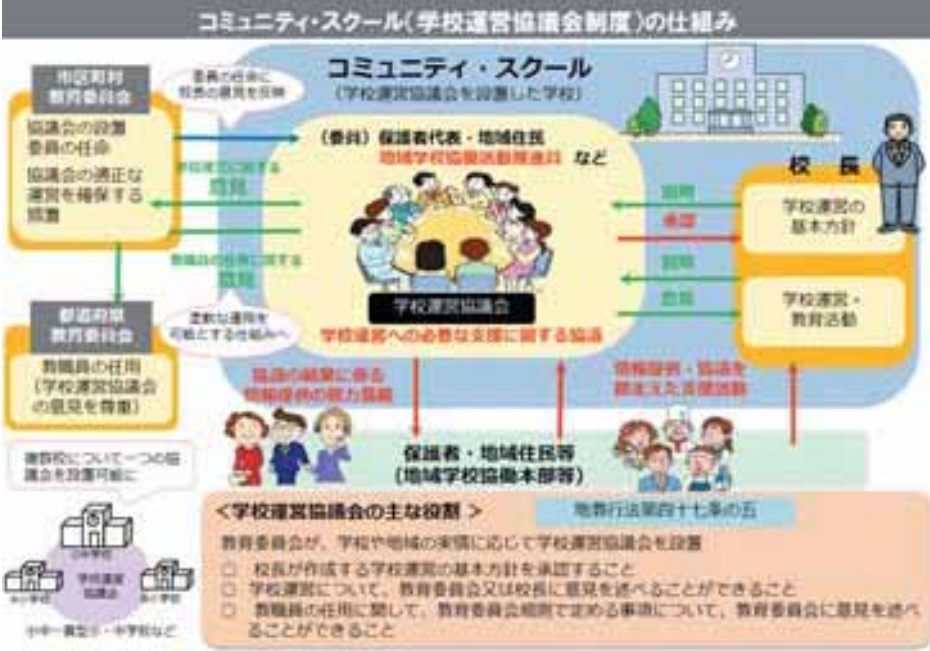 コミュニティ・スクール(学校運営協議会制度)の仕組み
市区町村
教育委員会
協議会の設置
委員の任命
協議会の適正な
運営を確保する
措置
委員の任命に
校長の意見を反映
コミュニティ・スクール
(学校運営協議会を設置した学校)
(委員)保護者代表・地域住民
地域学校協働活動推進員 など
学校運営に関する
意見
教職員の任用に関する
意見
柔軟な運用を
可能とする仕組みへ
学校運営協議会
学校運営への必要な支援に関する協議
校 長
学校運営の
基本方針
学校運営・
教育活動
説明
承認
説明
意見
都道府県
教育委員会
教職員の任用
(学校運営協議会
の意見を尊重)
協議の結果に係る
情報提供の努力義務
情報提供・協議を
踏まえた支援活動
保護者・地域住民等
(地域学校協働本部等)
複数校について一つの協
議会を設置可能に
学校運営
協議会
小中一貫型小・中学校など
<学校運営協議会の主な役割 >
地教行法第四十七条の五
教育委員会が、学校や地域の実情に応じて学校運営協議会を設置
○ 校長が作成する学校運営の基本方針を承認すること
○ 学校運営について、教育委員会又は校長に意見を述べることができること
○ 教職員の任用に関して、教育委員会規則で定める事項について、教育委員会に意見を述べ
ることができること